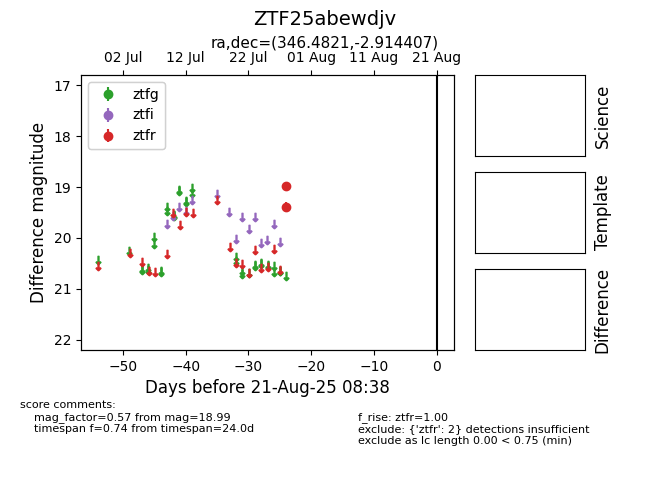 ZTF25abewdjv
ra,dec=(346.4821,-2.914407)
02 Jul 12 Jul 22 Jul 01 Aug 11 Aug 21 Aug
17
18
19
20
21
22
Difference magnitude
ztfg
ztfi
ztfr
−50 −40 −30 −20 −10 0
Days before 21-Aug-25 08:38
Science
Template
Difference
score comments:
mag_factor=0.57 from mag=18.99
timespan f=0.74 from timespan=24.0d
f_rise: ztfr=1.00
exclude: {'ztfr': 2} detections insufficient
exclude as lc length 0.00 < 0.75 (min)